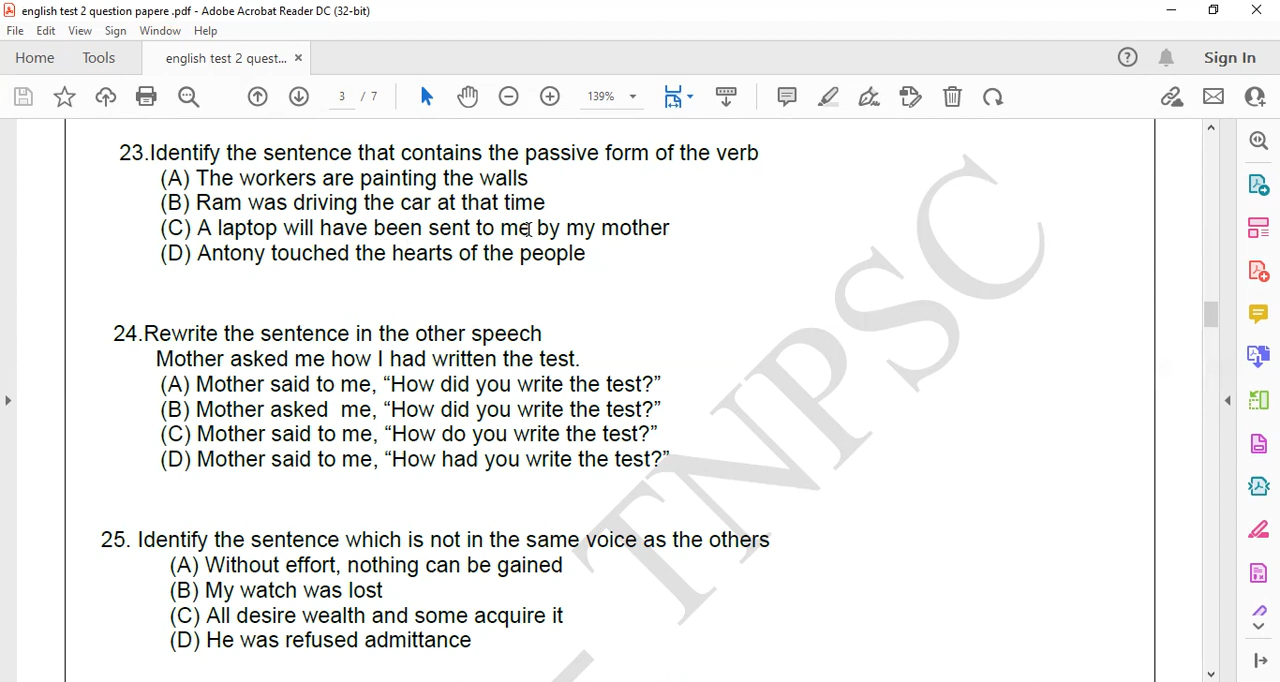 english test 2 question papere .pdf - Adobe Acrobat Reader DC (32-bit)
File Edit View Sign Window Help
Home Tools english test 2 quest... × Sign In
3 / 7 139%
23.Identify the sentence that contains the passive form of the verb
(A) The workers are painting the walls
(B) Ram was driving the car at that time
(C) A laptop will have been sent to me by my mother
(D) Antony touched the hearts of the people
24.Rewrite the sentence in the other speech
Mother asked me how I had written the test.
(A) Mother said to me, “How did you write the test?”
(B) Mother asked me, “How did you write the test?”
(C) Mother said to me, “How do you write the test?”
(D) Mother said to me, “How had you write the test?”
25. Identify the sentence which is not in the same voice as the others
(A) Without effort, nothing can be gained
(B) My watch was lost
(C) All desire wealth and some acquire it
(D) He was refused admittance
- TNPSC